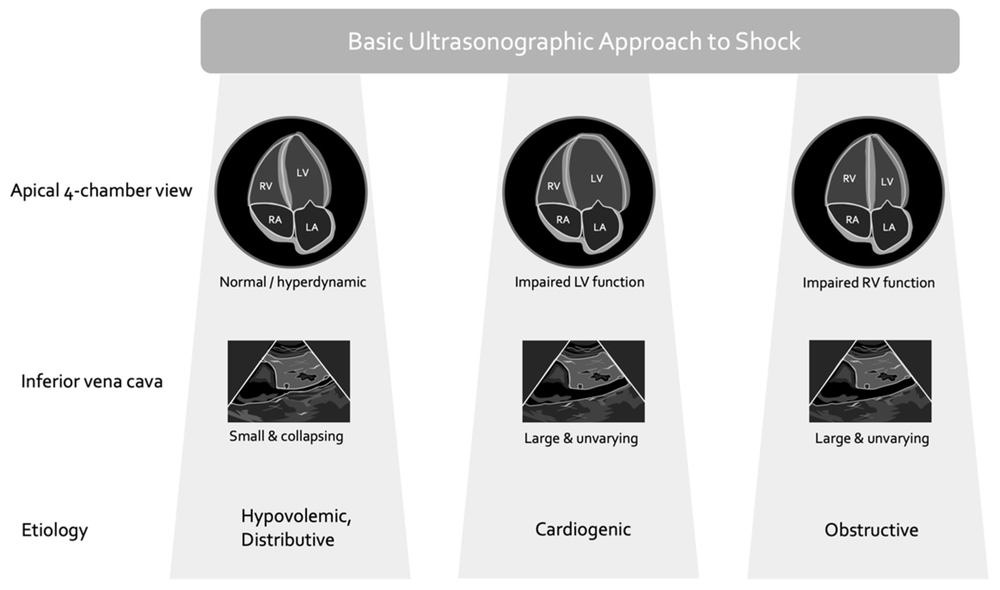 Basic Ultrasonographic Approach to Shock
Apical 4-chamber view
RV LV
RA LA
Normal / hyperdynamic
RV LV
RA LA
Impaired LV function
RV LV
RA LA
Impaired RV function
Inferior vena cava
Small & collapsing
Large & unvarying
Large & unvarying
Etiology
Hypovolemic,
Distributive
Cardiogenic
Obstructive